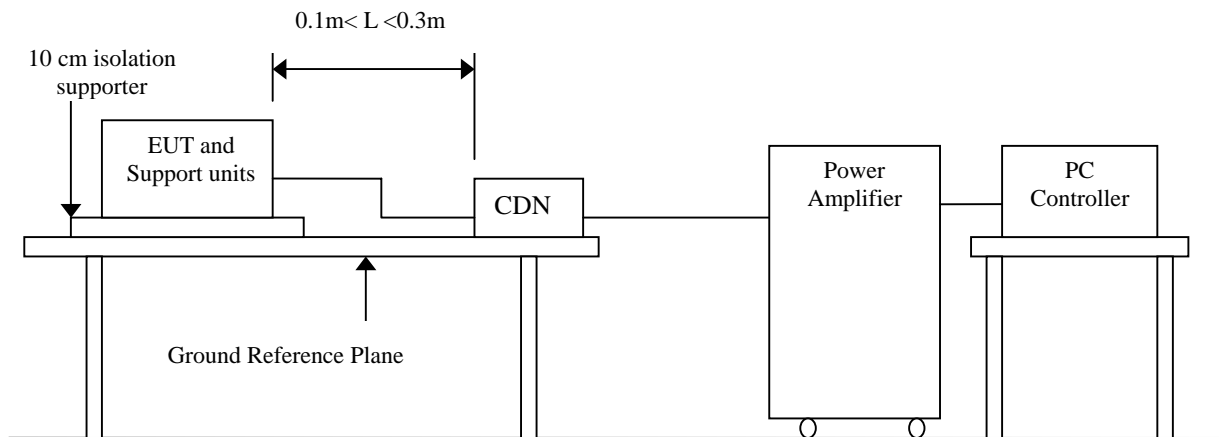 0.1m< L <0.3m
10 cm isolation
supporter
EUT and
Support units
CDN
Power
Amplifier
PC
Controller
Ground Reference Plane